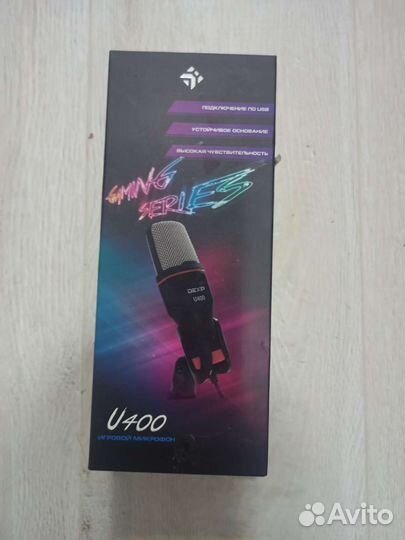 ПОДКЛЮЧЕНИЕ ПО USB
УСТОЙЧИВОЕ ОСНОВАНИЕ
ВЫСОКАЯ ЧУВСТВИТЕЛЬНОСТЬ
GAMING
SERIES
DEXP
U400
U400
ИГРОВОЙ МИКРОФОН
Avito